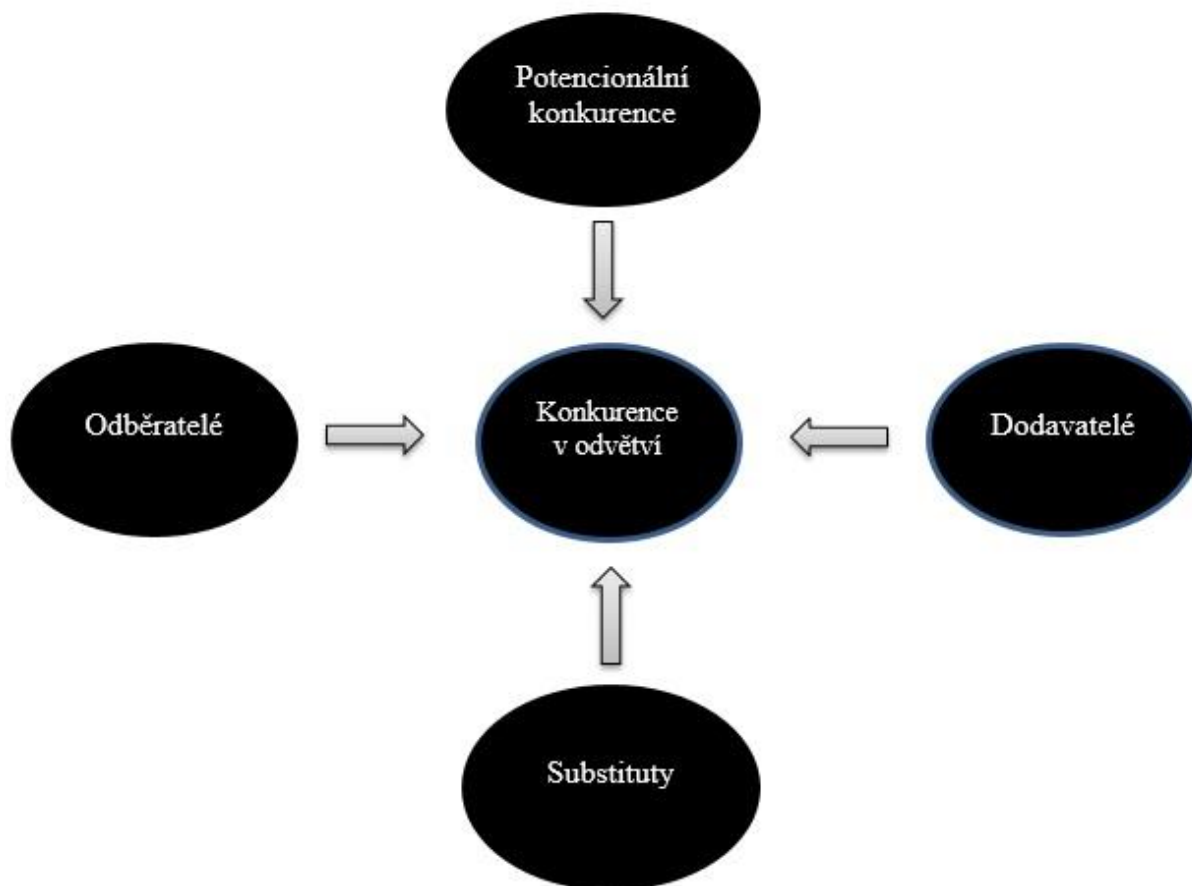 Potencionální
konkurence
Odběratelé
Konkurence
v odvětví
Dodavatelé
Substituty